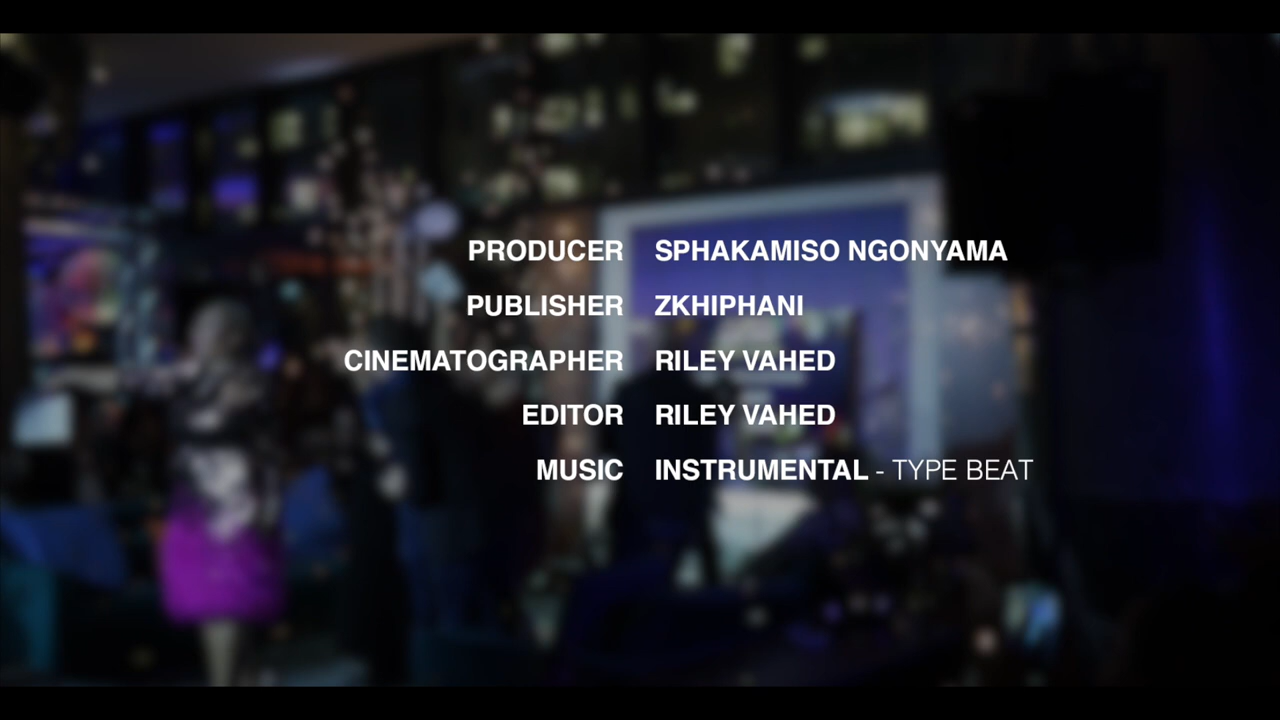 PRODUCER SPHAKAMISO NGONYAMA
PUBLISHER ZKHIPHANI
CINEMATOGRAPHER RILEY VAHED
EDITOR RILEY VAHED
MUSIC INSTRUMENTAL - TYPE BEAT